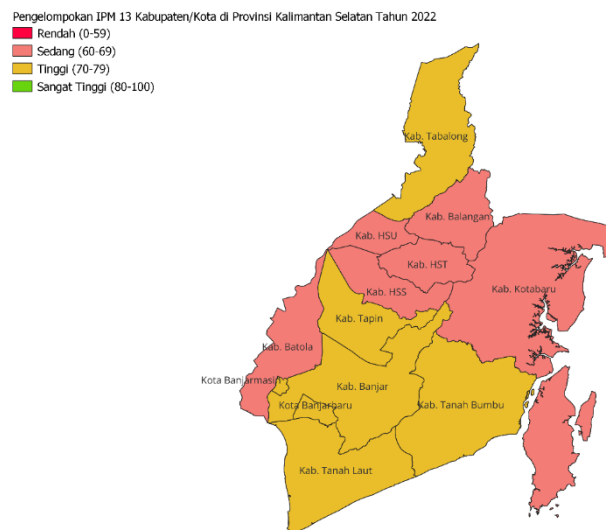 Pengelompokan IPM 13 Kabupaten/Kota di Provinsi Kalimantan Selatan Tahun 2022
Rendah (0-59)
Sedang (60-69)
Tinggi (70-79)
Sangat Tinggi (80-100)
Kab. Tabalong
Kab. Balangan
Kab. HSU
Kab. HST
Kab. HSS
Kab. Kotabaru
Kab. Tapin
Kab. Batola
Kota Banjarmasin
Kab. Banjar
Kota Banjarbaru
Kab. Tanah Bumbu
Kab. Tanah Laut